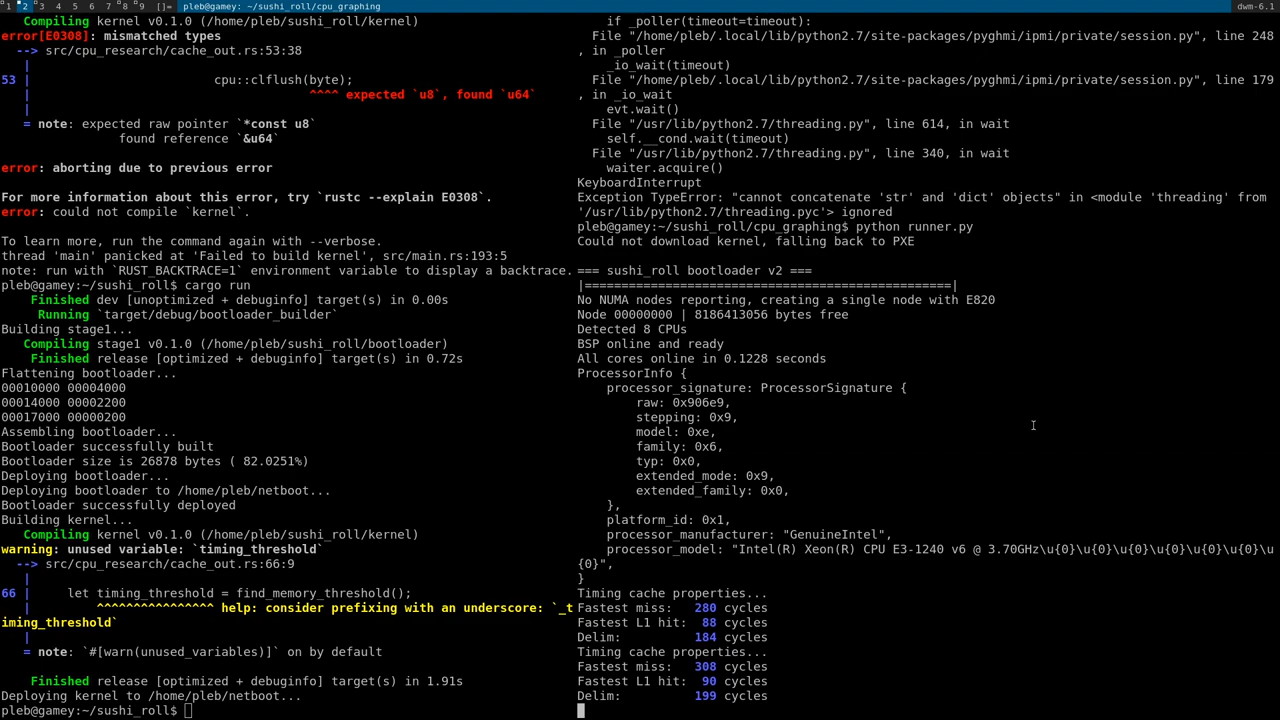 1 2 3 4 5 6 7 8 9 []= pleb@gamey: ~/sushi_roll/cpu_graphing dwm-6.1
Compiling kernel v0.1.0 (/home/pleb/sushi_roll/kernel)
error[E0308]: mismatched types
--> src/cpu_research/cache_out.rs:53:38
|
53 | cpu::clflush(byte);
| ^^^^ expected `u8`, found `u64`
|
= note: expected raw pointer `*const u8`
found reference `&u64`
error: aborting due to previous error
For more information about this error, try `rustc --explain E0308`.
error: could not compile `kernel`.
To learn more, run the command again with --verbose.
thread 'main' panicked at 'Failed to build kernel', src/main.rs:193:5
note: run with `RUST_BACKTRACE=1` environment variable to display a backtrace.
pleb@gamey:~/sushi_roll$ cargo run
Finished dev [unoptimized + debuginfo] target(s) in 0.00s
Running `target/debug/bootloader_builder`
Building stage1...
Compiling stage1 v0.1.0 (/home/pleb/sushi_roll/bootloader)
Finished release [optimized + debuginfo] target(s) in 0.72s
Flattening bootloader...
00010000 00004000
00014000 00002200
00017000 00000200
Assembling bootloader...
Bootloader successfully built
Bootloader size is 26878 bytes ( 82.0251%)
Deploying bootloader...
Deploying bootloader to /home/pleb/netboot...
Bootloader successfully deployed
Building kernel...
Compiling kernel v0.1.0 (/home/pleb/sushi_roll/kernel)
warning: unused variable: `timing_threshold`
--> src/cpu_research/cache_out.rs:66:9
|
66 | let timing_threshold = find_memory_threshold();
| ^^^^^^^^^^^^^^^^ help: consider prefixing with an underscore: `_t
iming_threshold`
|
= note: `#[warn(unused_variables)]` on by default
Finished release [optimized + debuginfo] target(s) in 1.91s
Deploying kernel to /home/pleb/netboot...
pleb@gamey:~/sushi_roll$
if _poller(timeout=timeout):
File "/home/pleb/.local/lib/python2.7/site-packages/pyghmi/ipmi/private/session.py", line 248
, in _poller
_io_wait(timeout)
File "/home/pleb/.local/lib/python2.7/site-packages/pyghmi/ipmi/private/session.py", line 179
, in _io_wait
evt.wait()
File "/usr/lib/python2.7/threading.py", line 614, in wait
self.__cond.wait(timeout)
File "/usr/lib/python2.7/threading.py", line 340, in wait
waiter.acquire()
KeyboardInterrupt
Exception TypeError: "cannot concatenate 'str' and 'dict' objects" in <module 'threading' from
'/usr/lib/python2.7/threading.pyc'> ignored
pleb@gamey:~/sushi_roll/cpu_graphing$ python runner.py
Could not download kernel, falling back to PXE
=== sushi_roll bootloader v2 ===
|==================================================|
No NUMA nodes reporting, creating a single node with E820
Node 00000000 | 8186413056 bytes free
Detected 8 CPUs
BSP online and ready
All cores online in 0.1228 seconds
ProcessorInfo {
processor_signature: ProcessorSignature {
raw: 0x906e9,
stepping: 0x9,
model: 0xe,
family: 0x6,
typ: 0x0,
extended_mode: 0x9,
extended_family: 0x0,
},
platform_id: 0x1,
processor_manufacturer: "GenuineIntel",
processor_model: "Intel(R) Xeon(R) CPU E3-1240 v6 @ 3.70GHz\u{0}\u{0}\u{0}\u{0}\u{0}\u{0}\u
{0}",
}
Timing cache properties...
Fastest miss: 280 cycles
Fastest L1 hit: 88 cycles
Delim: 184 cycles
Timing cache properties...
Fastest miss: 308 cycles
Fastest L1 hit: 90 cycles
Delim: 199 cycles